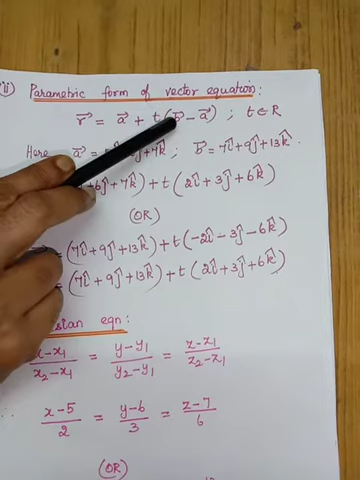 (ii) Parametric form of vector equation:
r⃗ = a⃗ + t(b⃗ - a⃗) ; t ∈ R
Here a⃗ = 5î + 7k̂ ; b⃗ = 7î + 9ĵ + 13k̂.
+ 6ĵ + 7k̂) + t(2î + 3ĵ + 6k̂)
(OR)
= (7î + 9ĵ + 13k̂) + t(-2î - 3ĵ - 6k̂)
= (7î + 9ĵ + 13k̂) + t(2î + 3ĵ + 6k̂)
eqn:
x-x₁/x₂-x₁ = y-y₁/y₂-y₁ = z-z₁/z₂-z₁
∴ x-5/2 = y-6/3 = z-7/6
(OR)